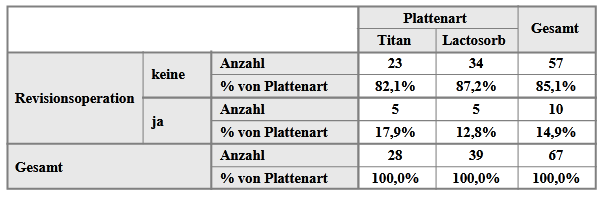 Plattenart
Gesamt
Titan Lactosorb
Revisionsoperation keine Anzahl 23 34 57
% von Plattenart 82,1% 87,2% 85,1%
ja Anzahl 5 5 10
% von Plattenart 17,9% 12,8% 14,9%
Gesamt Anzahl 28 39 67
% von Plattenart 100,0% 100,0% 100,0%